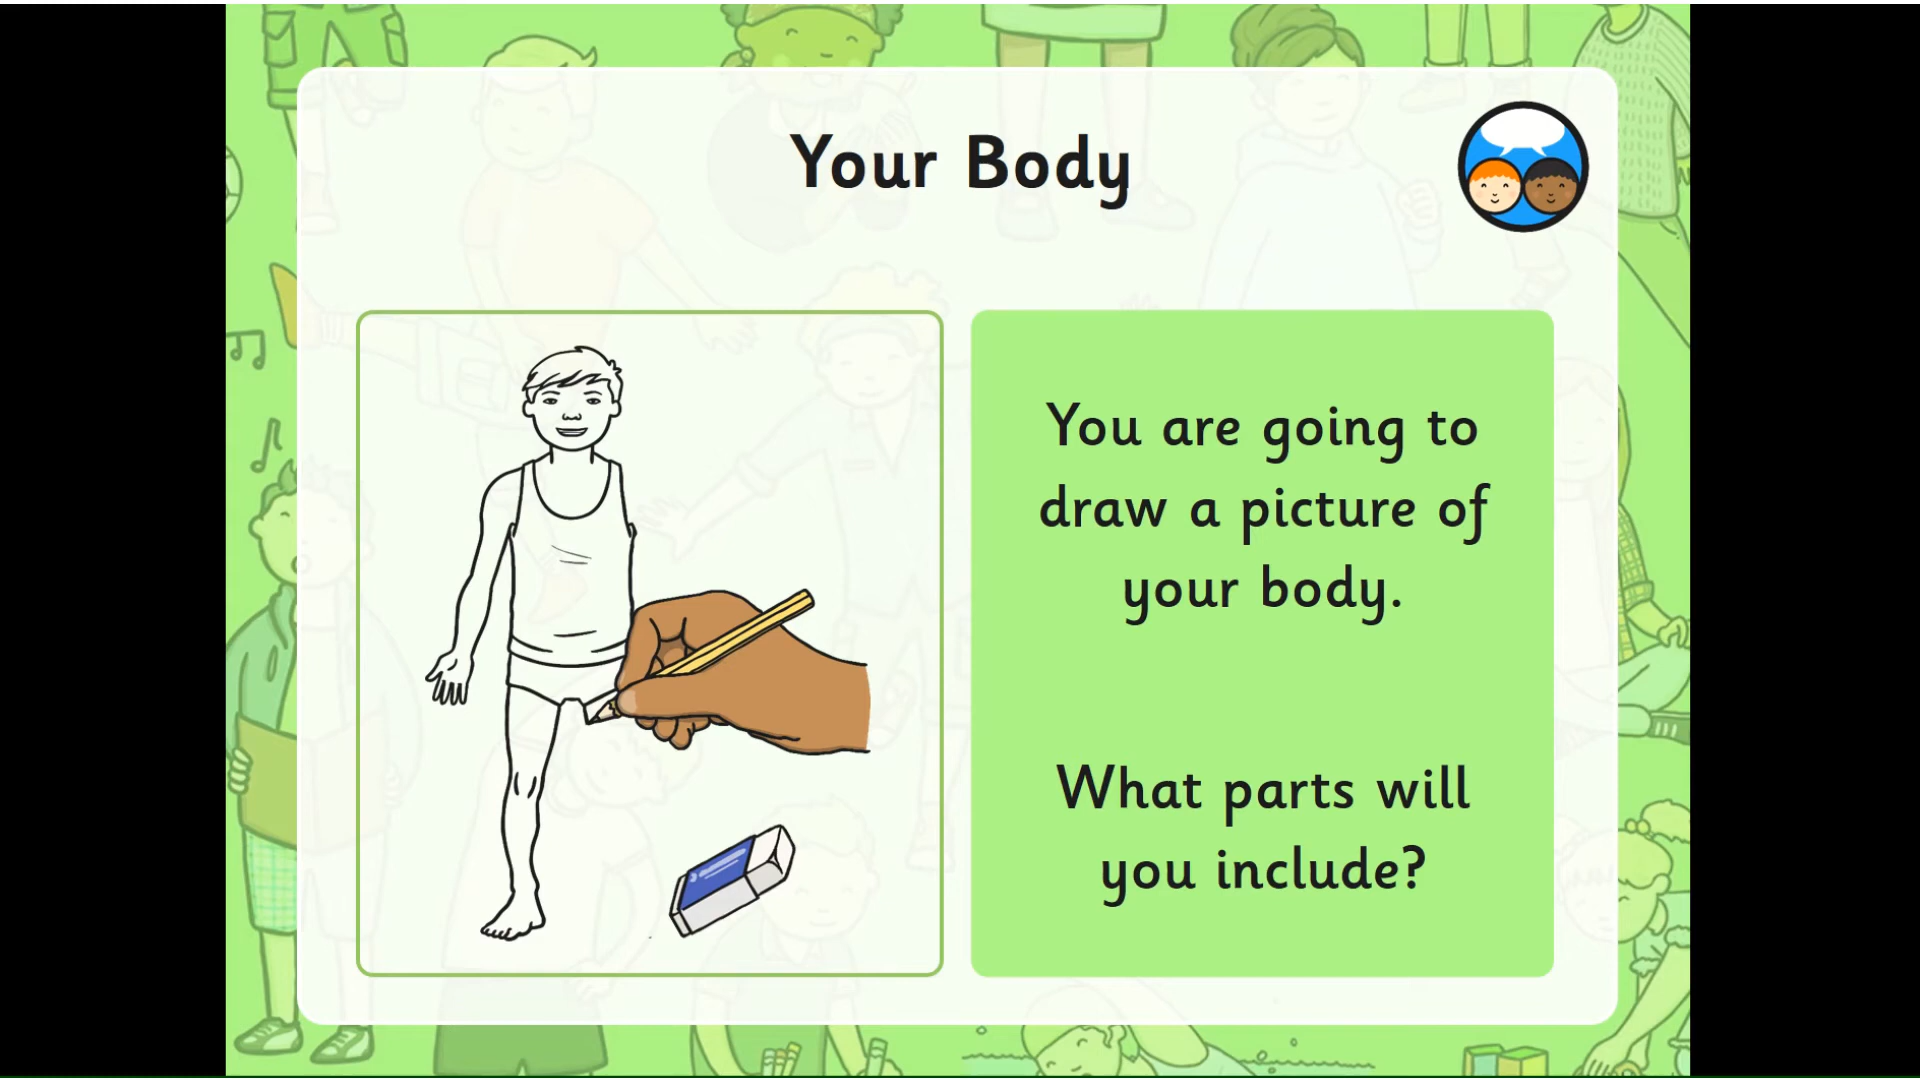 Your Body
You are going to
draw a picture of
your body.
What parts will
you include?